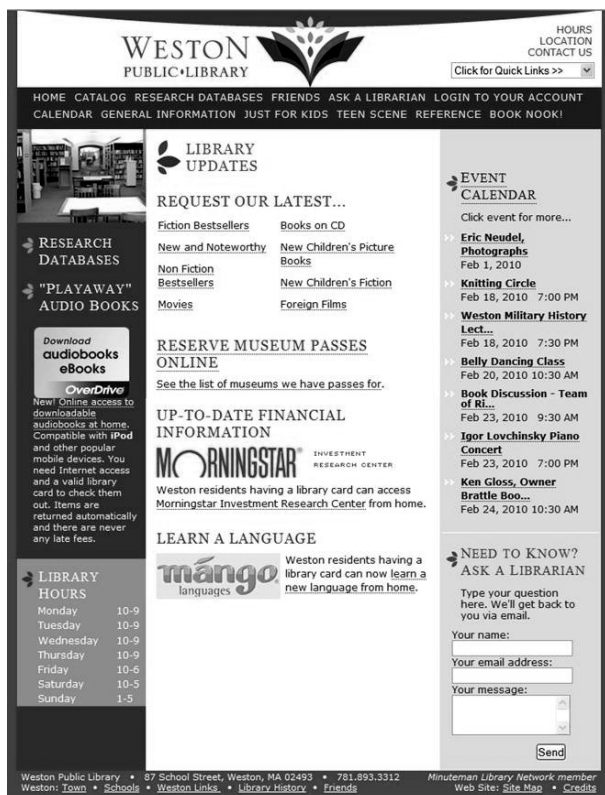 WESTON
PUBLIC•LIBRARY
HOURS
LOCATION
CONTACT US
Click for Quick Links >>
HOME CATALOG RESEARCH DATABASES FRIENDS ASK A LIBRARIAN LOGIN TO YOUR ACCOUNT
CALENDAR GENERAL INFORMATION JUST FOR KIDS TEEN SCENE REFERENCE BOOK NOOK!
RESEARCH
DATABASES
"PLAYAWAY"
AUDIO BOOKS
Download
audiobooks
eBooks
OverDrive
New! Online access to
downloadable
audiobooks at home.
Compatible with iPod
and other popular
mobile devices. You
need Internet access
and a valid library
card to check them
out. Items are
returned automatically
and there are never
any late fees.
LIBRARY
HOURS
Monday 10-9
Tuesday 10-9
Wednesday 10-9
Thursday 10-9
Friday 10-6
Saturday 10-5
Sunday 1-5
LIBRARY
UPDATES
REQUEST OUR LATEST...
Fiction Bestsellers
New and Noteworthy
Non Fiction
Bestsellers
Movies
Books on CD
New Children's Picture
Books
New Children's Fiction
Foreign Films
RESERVE MUSEUM PASSES
ONLINE
See the list of museums we have passes for.
UP-TO-DATE FINANCIAL
INFORMATION
MORNINGSTAR®
INVESTMENT
RESEARCH CENTER
Weston residents having a library card can access
Morningstar Investment Research Center from home.
LEARN A LANGUAGE
mango
languages
Weston residents having a
library card can now learn a
new language from home.
EVENT
CALENDAR
Click event for more...
Eric Neudel,
Photographs
Feb 1, 2010
Knitting Circle
Feb 18, 2010 7:00 PM
Weston Military History
Lect...
Feb 18, 2010 7:30 PM
Belly Dancing Class
Feb 20, 2010 10:30 AM
Book Discussion - Team
of Ri...
Feb 23, 2010 9:30 AM
Igor Lovchinsky Piano
Concert
Feb 23, 2010 7:00 PM
Ken Gloss, Owner
Brattle Boo...
Feb 24, 2010 10:30 AM
NEED TO KNOW?
ASK A LIBRARIAN
Type your question
here. We'll get back to
you via email.
Your name:
Your email address:
Your message:
Send
Weston Public Library • 87 School Street, Weston, MA 02493 • 781.893.3312 Minuteman Library Network member
Weston: Town • Schools • Weston Links • Library History • Friends Web Site: Site Map • Credits